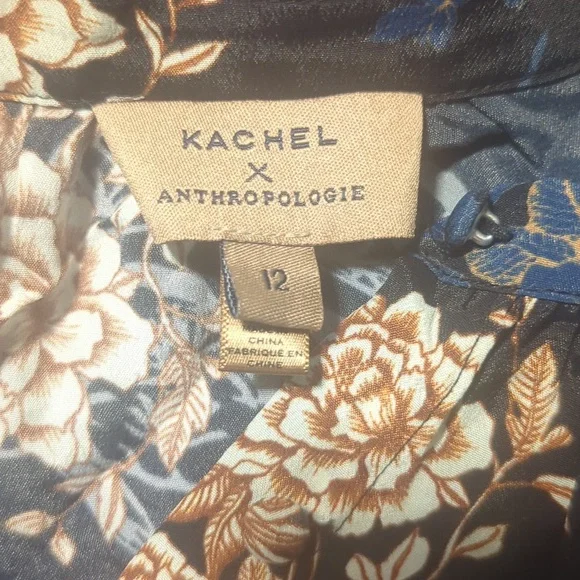 KACHEL
X
ANTHROPOLOGIE
12
CHINA
FABRIQUE EN
CHINE